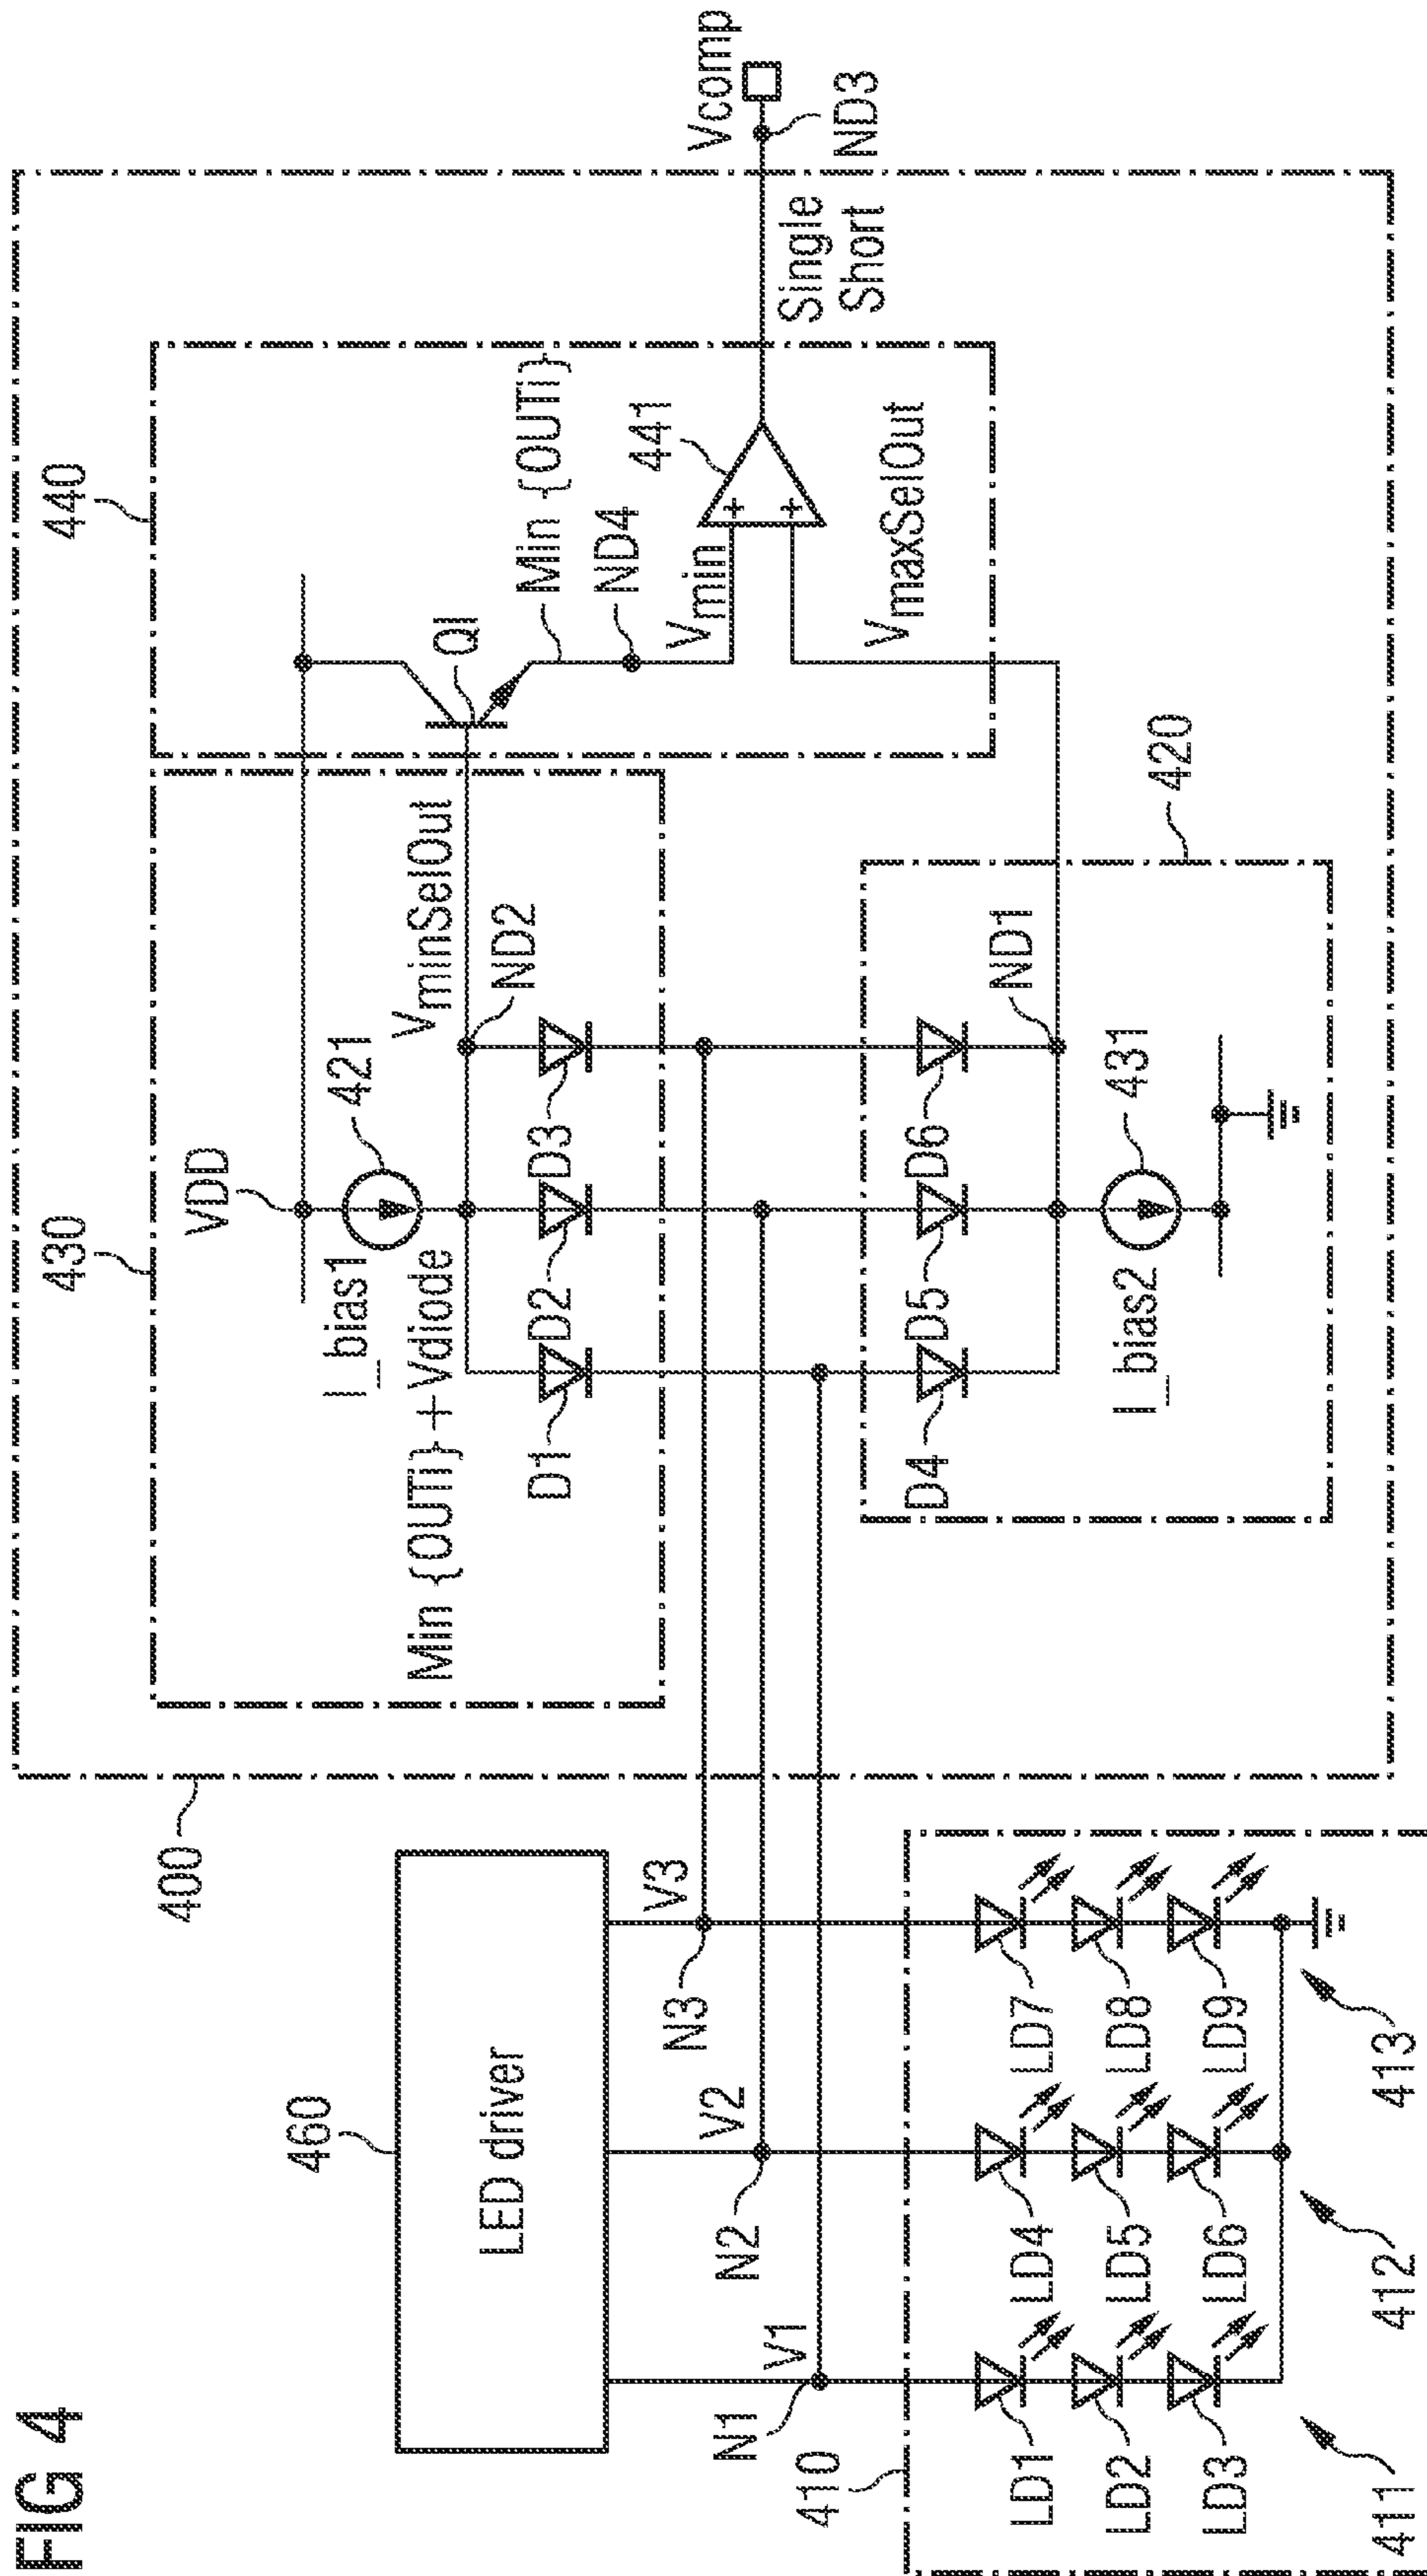 FIG 4
460
LED driver
V1
V2
V3
N1
N2
N3
410
LD1
LD2
LD3
LD4
LD5
LD6
LD7
LD8
LD9
411
412
413
400
430
VDD
I_bias1
421
Min {OUTI} + Vdiode
VminSelOut
ND2
D1
D2
D3
D4
D5
D6
ND1
420
I_bias2
431
440
QI
Min {OUTI}
ND4
Vmin
441
+
+
VmaxSelOut
Single
Short
Vcomp
ND3